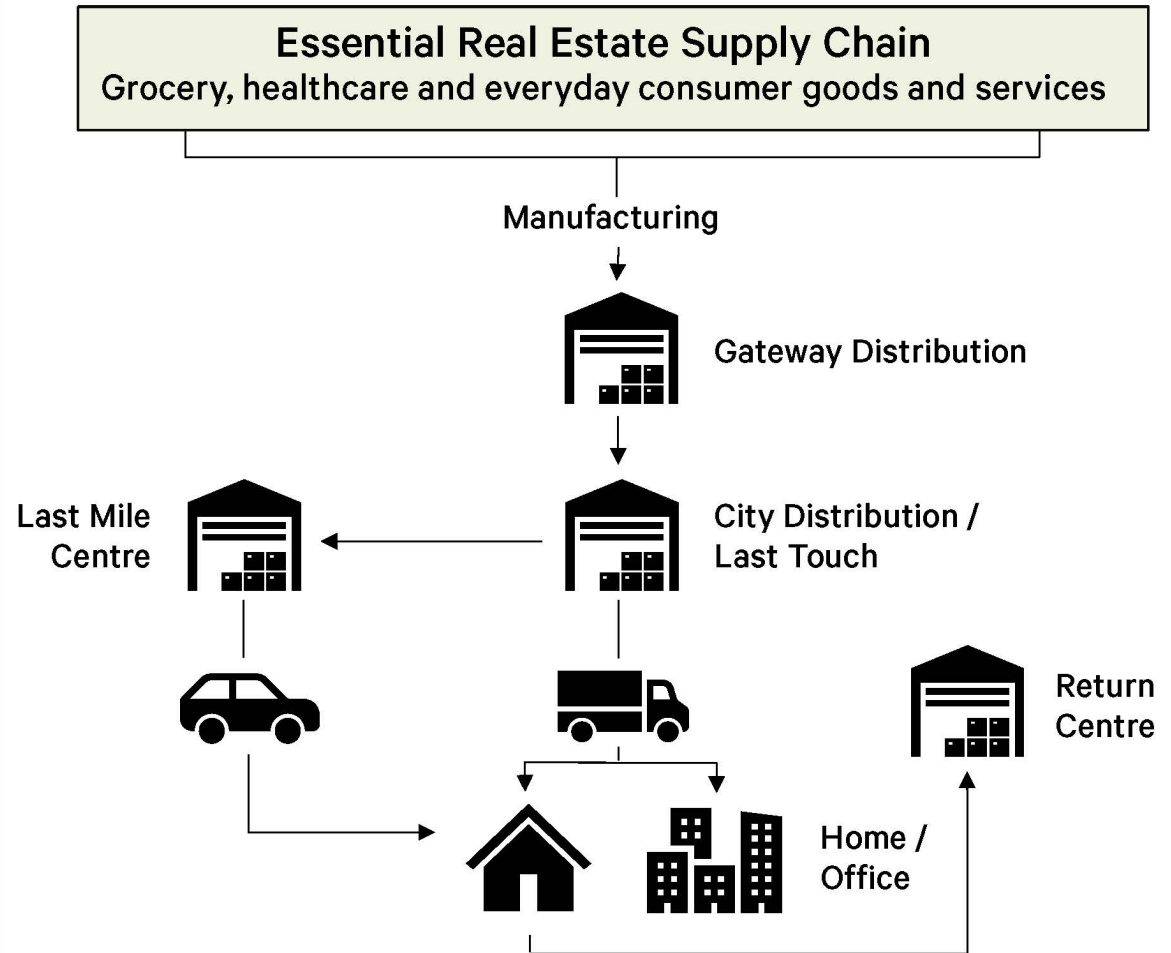 Essential Real Estate Supply Chain
Grocery, healthcare and everyday consumer goods and services
Manufacturing
Gateway Distribution
Last Mile
Centre
City Distribution /
Last Touch
Return
Centre
Home /
Office